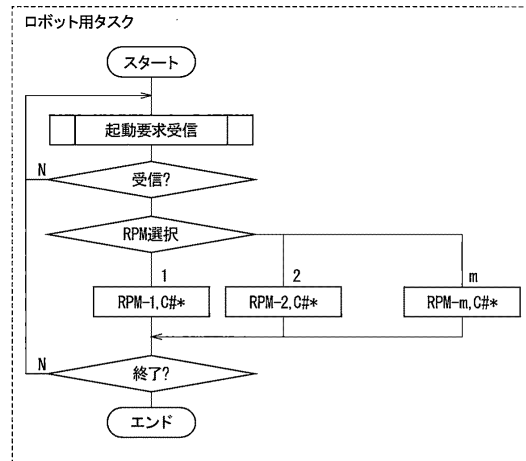 ロボット用タスク
スタート
起動要求受信
N
受信?
RPM選択
1
2
m
RPM-1,C#*
RPM-2,C#*
RPM-m,C#*
N
終了?
エンド